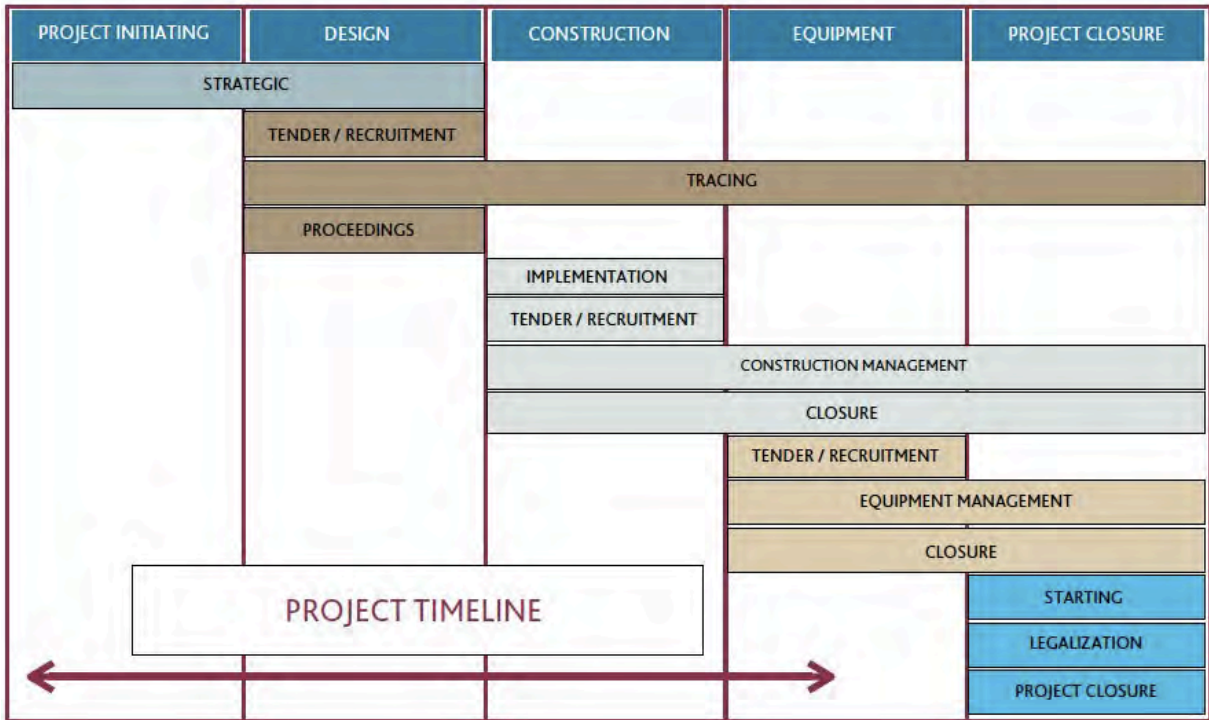 PROJECT INITIATING
DESIGN
CONSTRUCTION
EQUIPMENT
PROJECT CLOSURE
STRATEGIC
TENDER / RECRUITMENT
TRACING
PROCEEDINGS
IMPLEMENTATION
TENDER / RECRUITMENT
CONSTRUCTION MANAGEMENT
CLOSURE
TENDER / RECRUITMENT
EQUIPMENT MANAGEMENT
CLOSURE
STARTING
PROJECT TIMELINE
LEGALIZATION
PROJECT CLOSURE